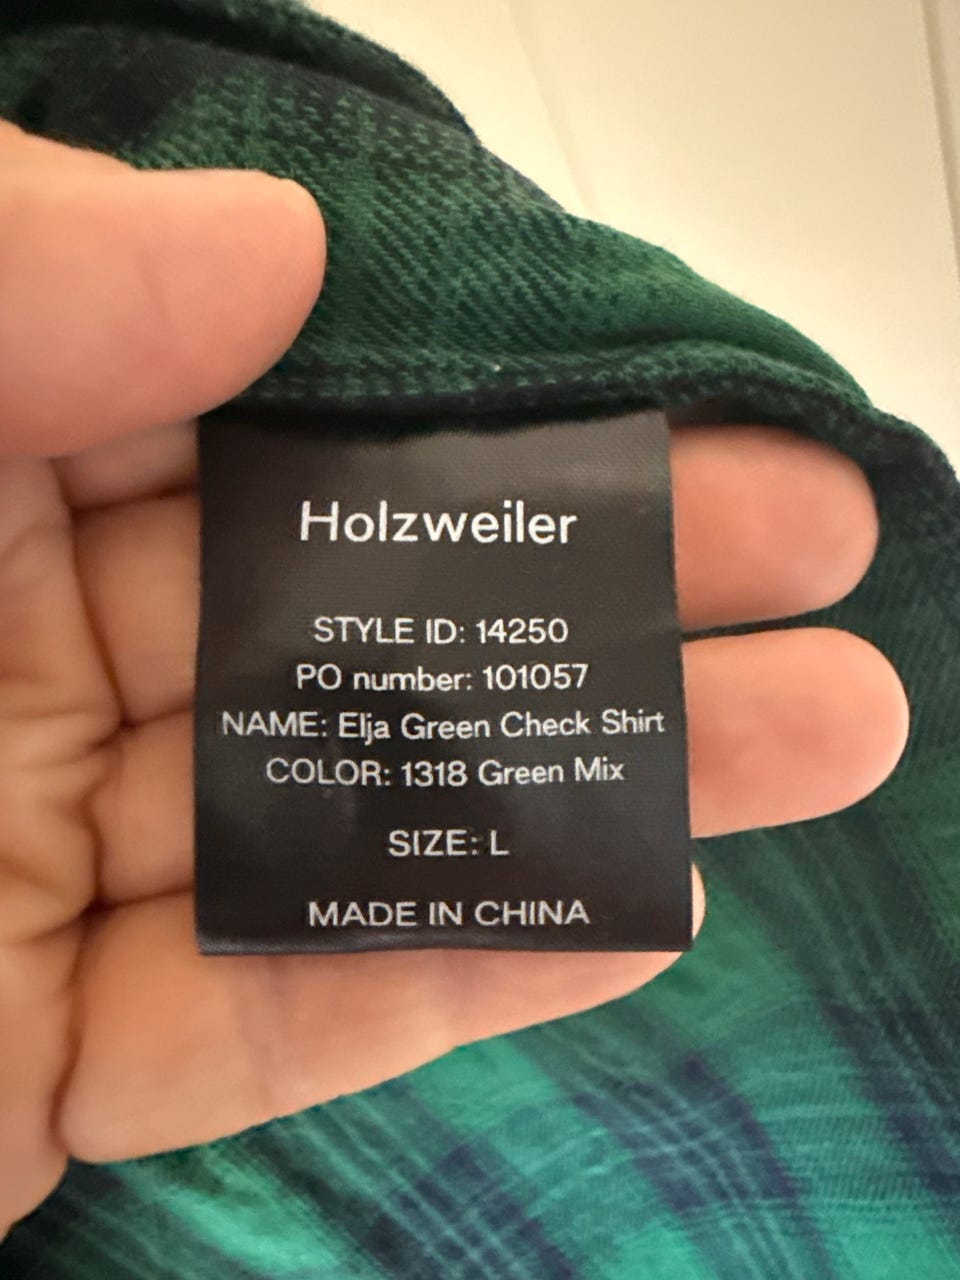 Holzweiler
STYLE ID: 14250
PO number: 101057
NAME: Elja Green Check Shirt
COLOR: 1318 Green Mix
SIZE: L
MADE IN CHINA